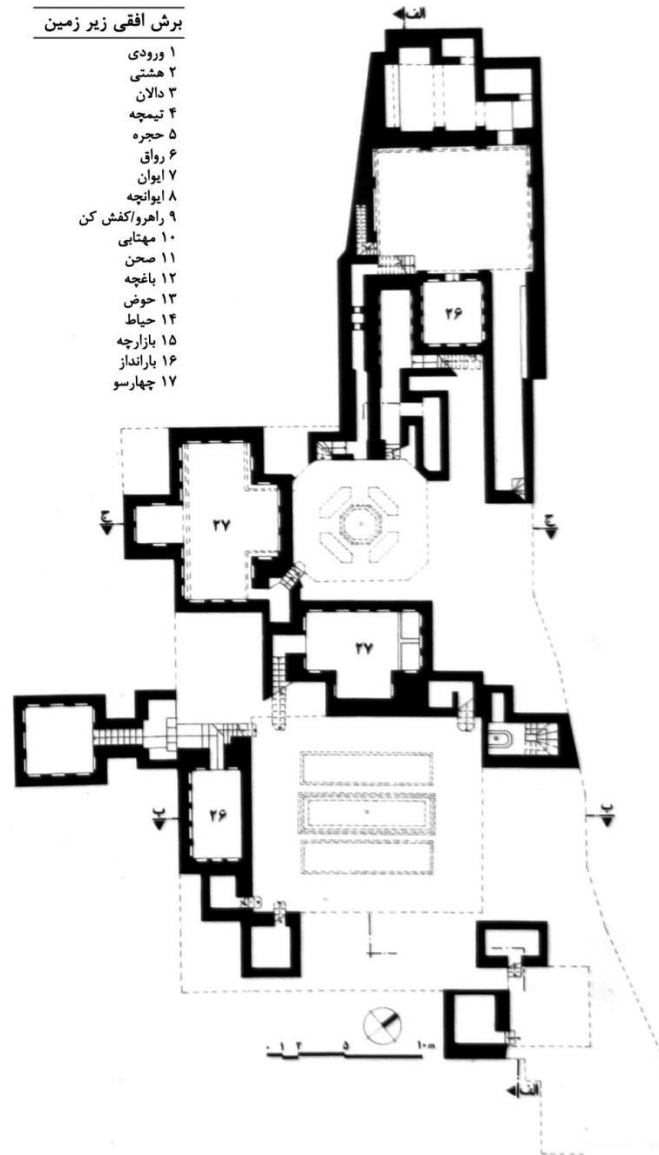 برش افقی زیر زمین
۱ ورودی
۲ هشتی
۳ دالان
۴ تیمچه
۵ حجره
۶ رواق
۷ ایوان
۸ ایوانچه
۹ راهرو/کفش کن
۱۰ مهتابی
۱۱ صحن
۱۲ باغچه
۱۳ حوض
۱۴ حیاط
۱۵ بازارچه
۱۶ بارانداز
۱۷ چهارسو
الف
۲۶
۲۷
ج
ج
۲۷
۲۶
ب
ب
۰ ۱ ۲ ۵ ۱۰m
الف